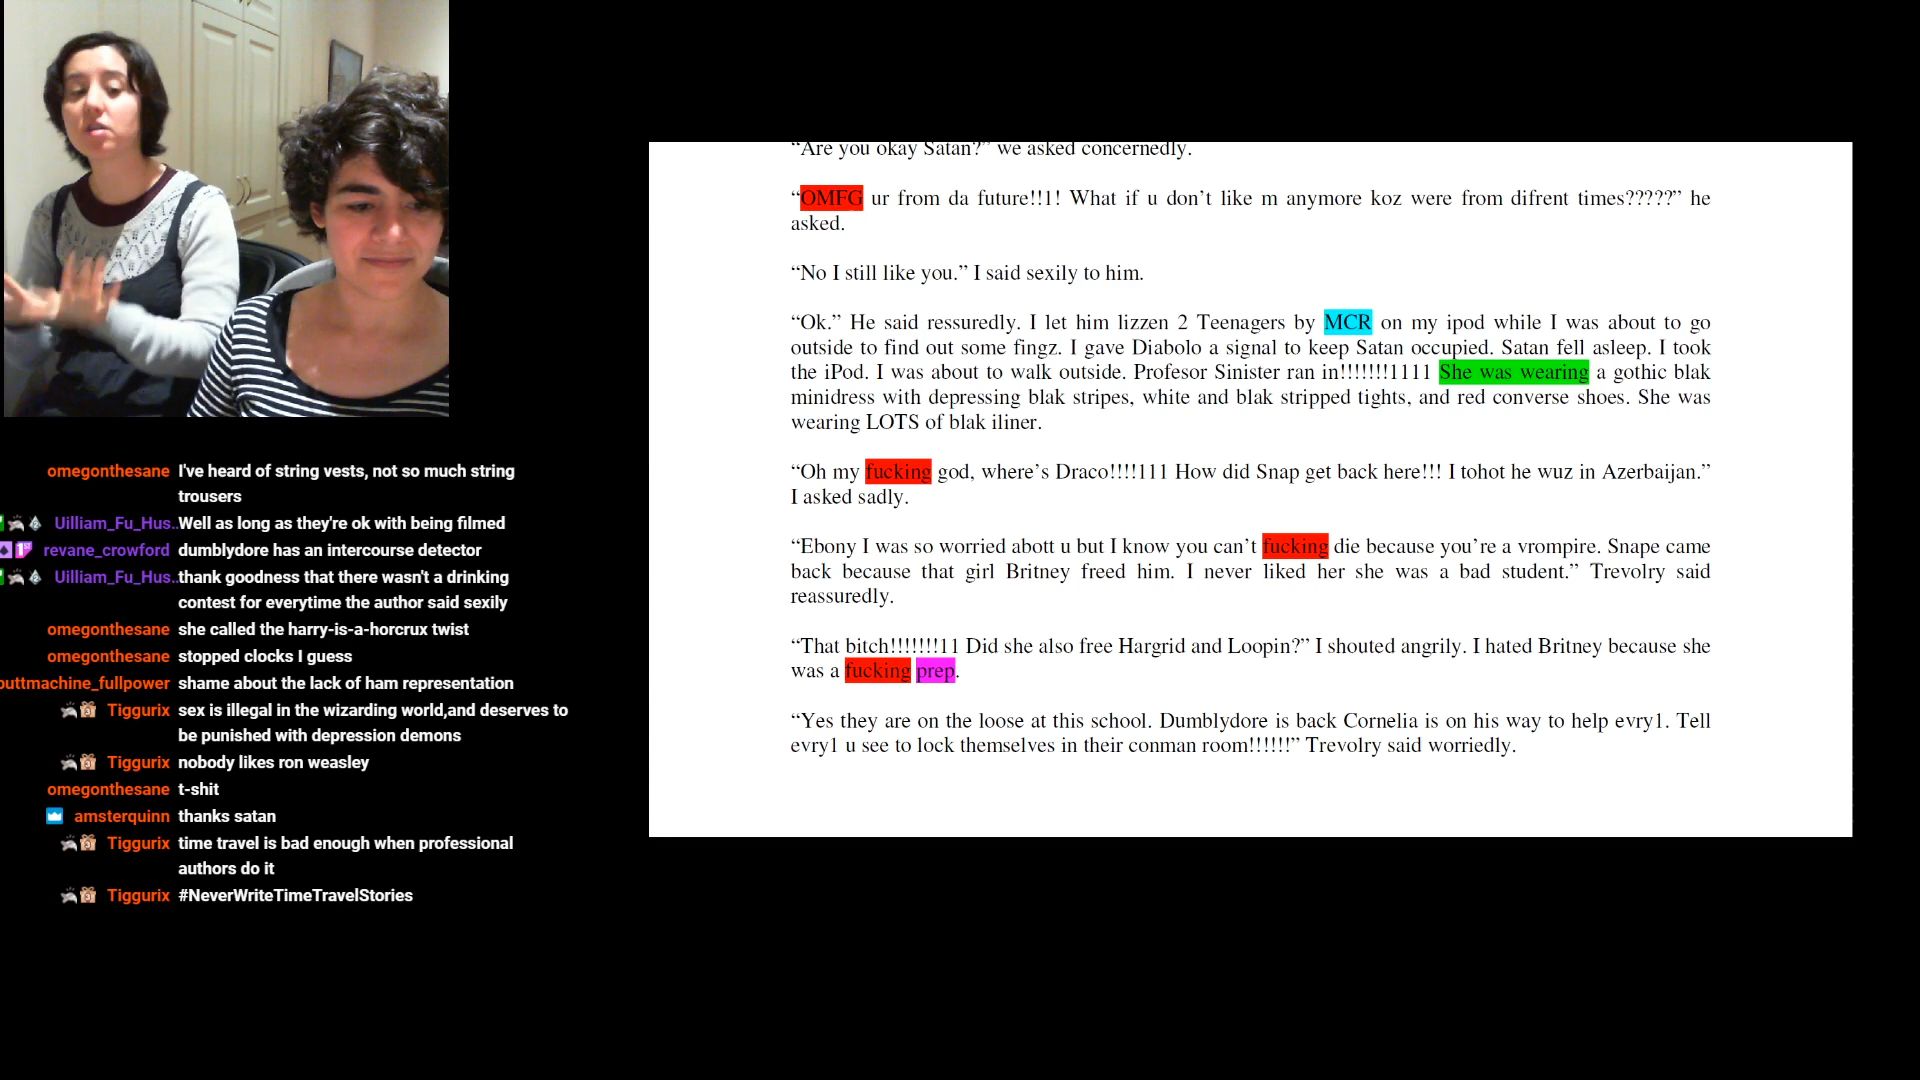 omegonthesane I've heard of string vests, not so much string
trousers
Uilliam_Fu_Hus.. Well as long as they're ok with being filmed
revane_crowford dumblydore has an intercourse detector
Uilliam_Fu_Hus.. thank goodness that there wasn't a drinking
contest for everytime the author said sexily
omegonthesane she called the harry-is-a-horcrux twist
omegonthesane stopped clocks I guess
buttmachine_fullpower shame about the lack of ham representation
Tiggurix sex is illegal in the wizarding world,and deserves to
be punished with depression demons
Tiggurix nobody likes ron weasley
omegonthesane t-shit
amsterquinn thanks satan
Tiggurix time travel is bad enough when professional
authors do it
Tiggurix #NeverWriteTimeTravelStories
“Are you okay Satan?” we asked concernedly.
“OMFG ur from da future!!1! What if u don’t like m anymore koz were from difrent times?????” he
asked.
“No I still like you.” I said sexily to him.
“Ok.” He said ressuredly. I let him lizzen 2 Teenagers by MCR on my ipod while I was about to go
outside to find out some fingz. I gave Diabolo a signal to keep Satan occupied. Satan fell asleep. I took
the iPod. I was about to walk outside. Profesor Sinister ran in!!!!!!!1111 She was wearing a gothic blak
minidress with depressing blak stripes, white and blak stripped tights, and red converse shoes. She was
wearing LOTS of blak iliner.
“Oh my fucking god, where’s Draco!!!!111 How did Snap get back here!!! I tohot he wuz in Azerbaijan.”
I asked sadly.
“Ebony I was so worried abott u but I know you can’t fucking die because you’re a vrompire. Snape came
back because that girl Britney freed him. I never liked her she was a bad student.” Trevolry said
reassuredly.
“That bitch!!!!!!!!11 Did she also free Hargrid and Loopin?” I shouted angrily. I hated Britney because she
was a fucking prep.
“Yes they are on the loose at this school. Dumblydore is back Cornelia is on his way to help evry1. Tell
evry1 u see to lock themselves in their conman room!!!!!!” Trevolry said worriedly.